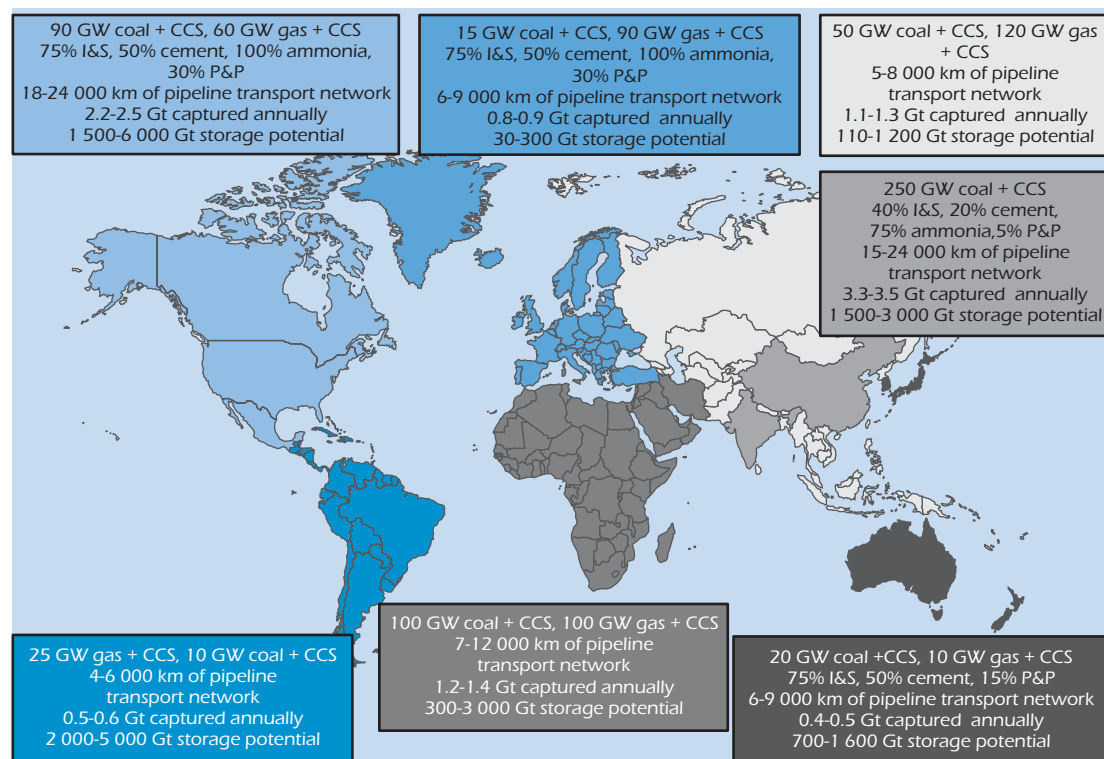 90 GW coal + CCS, 60 GW gas + CCS
75% I&S, 50% cement, 100% ammonia,
30% P&P
18-24 000 km of pipeline transport network
2.2-2.5 Gt captured annually
1 500-6 000 Gt storage potential
15 GW coal + CCS, 90 GW gas + CCS
75% I&S, 50% cement, 100% ammonia,
30% P&P
6-9 000 km of pipeline transport network
0.8-0.9 Gt captured annually
30-300 Gt storage potential
50 GW coal + CCS, 120 GW gas
+ CCS
5-8 000 km of pipeline
transport network
1.1-1.3 Gt captured annually
110-1 200 Gt storage potential
250 GW coal + CCS
40% I&S, 20% cement,
75% ammonia,5% P&P
15-24 000 km of pipeline
transport network
3.3-3.5 Gt captured annually
1 500-3 000 Gt storage potential
25 GW gas + CCS, 10 GW coal + CCS
4-6 000 km of pipeline
transport network
0.5-0.6 Gt captured annually
2 000-5 000 Gt storage potential
100 GW coal + CCS, 100 GW gas + CCS
7-12 000 km of pipeline
transport network
1.2-1.4 Gt captured annually
300-3 000 Gt storage potential
20 GW coal +CCS, 10 GW gas + CCS
75% I&S, 50% cement, 15% P&P
6-9 000 km of pipeline transport network
0.4-0.5 Gt captured annually
700-1 600 Gt storage potential